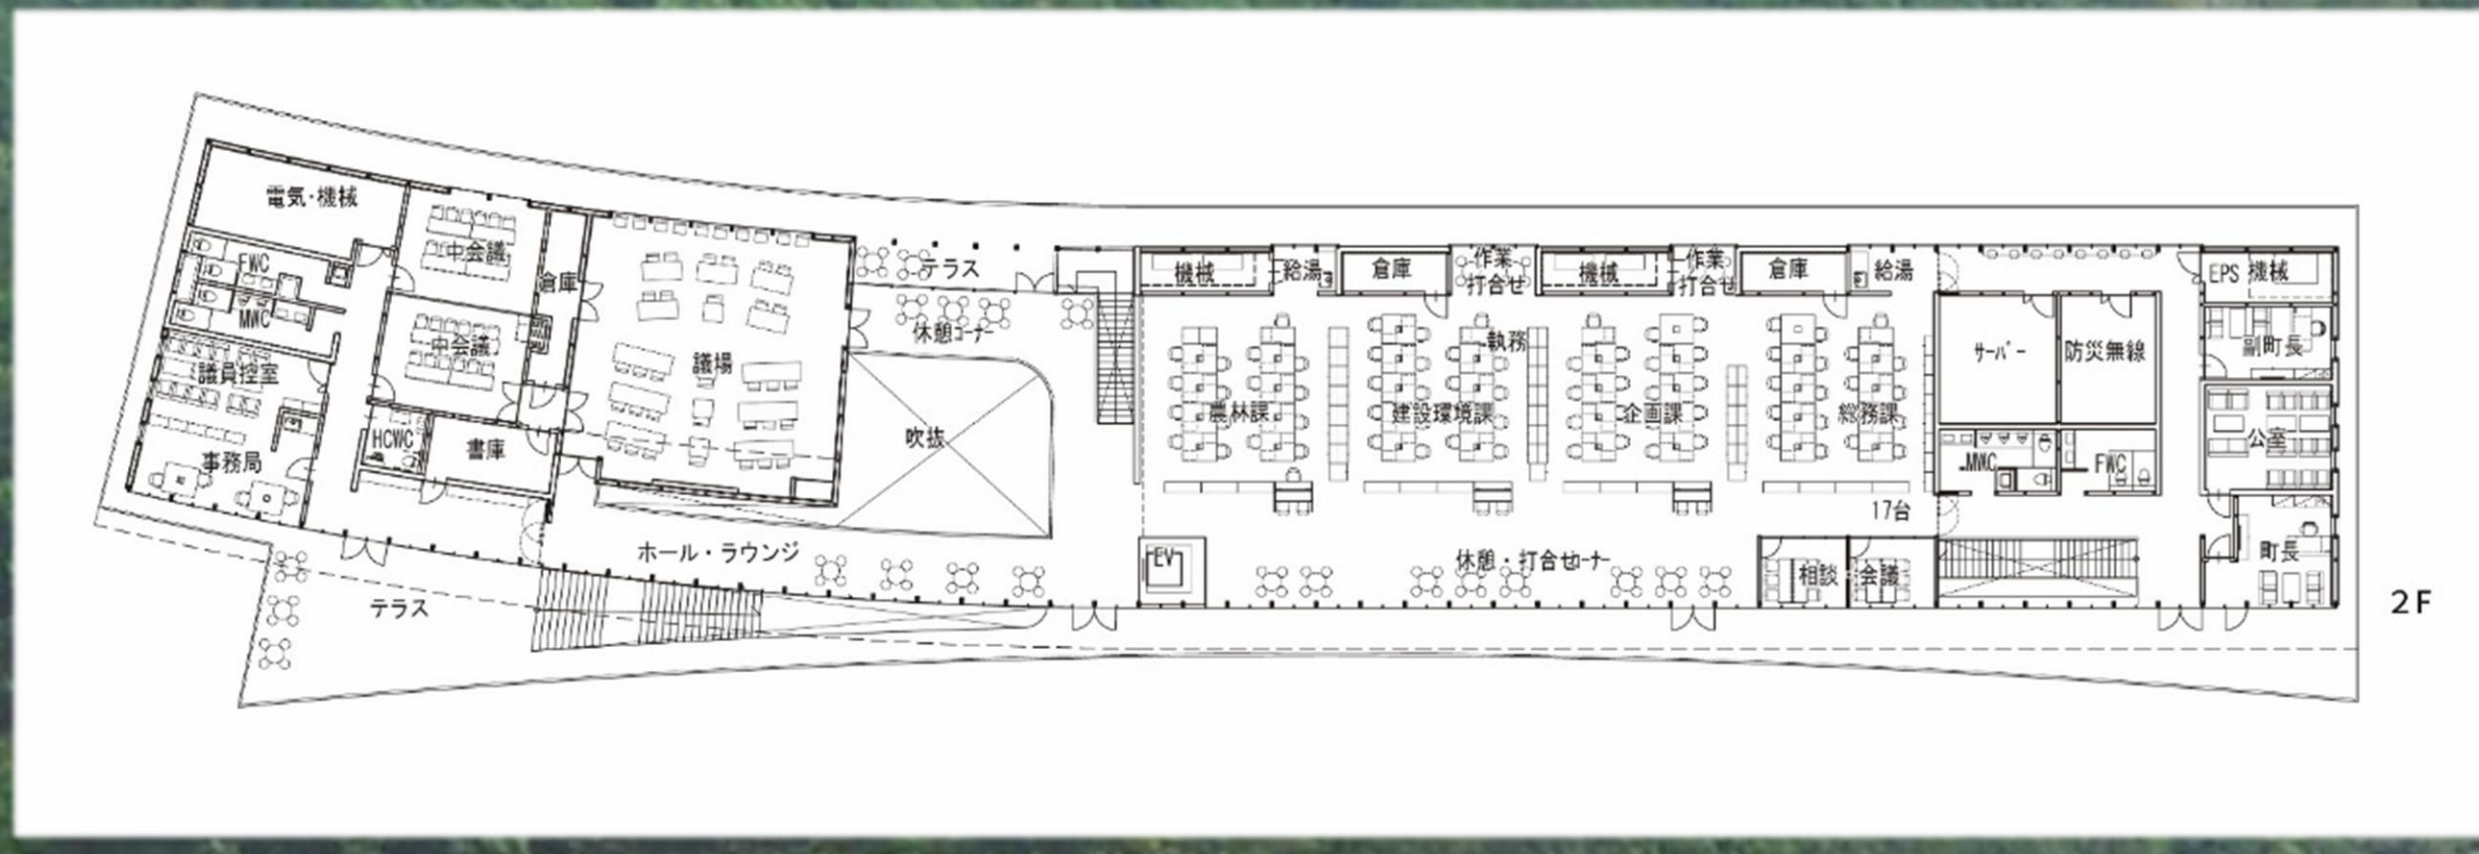 電気・機械
FWC
MWC
議員控室
事務局
中会議
中会議
倉庫
HCWC
書庫
議場
テラス
休憩コーナー
吹抜
ホール・ラウンジ
テラス
機械
給湯
倉庫
作業
打合せ
機械
作業
打合せ
倉庫
給湯
執務
農林課
建設環境課
企画課
総務課
17台
EV
休憩・打合せコーナー
相談
会議
サーバー
防災無線
MWC
FWC
EPS
機械
副町長
公室
町長
2F